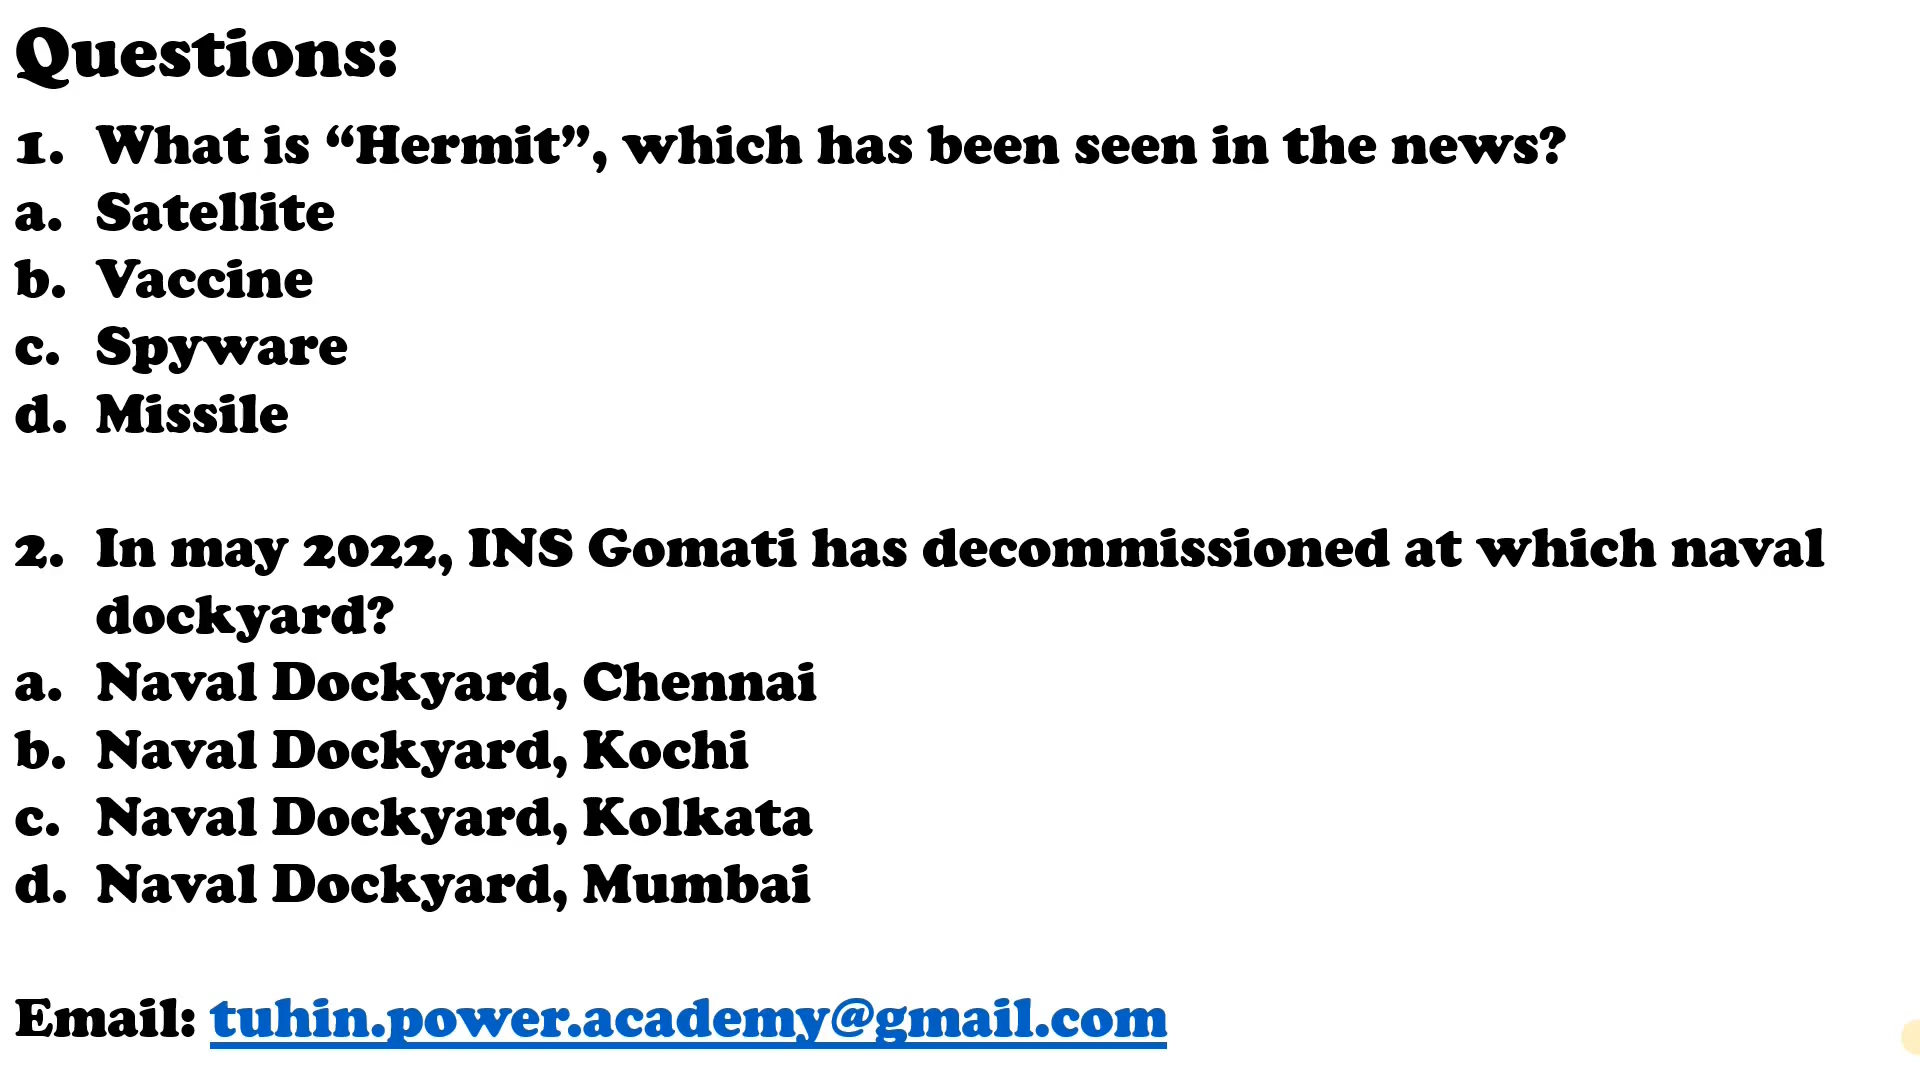 Questions:
1. What is “Hermit”, which has been seen in the news?
a. Satellite
b. Vaccine
c. Spyware
d. Missile
2. In may 2022, INS Gomati has decommissioned at which naval
dockyard?
a. Naval Dockyard, Chennai
b. Naval Dockyard, Kochi
c. Naval Dockyard, Kolkata
d. Naval Dockyard, Mumbai
Email: tuhin.power.academy@gmail.com